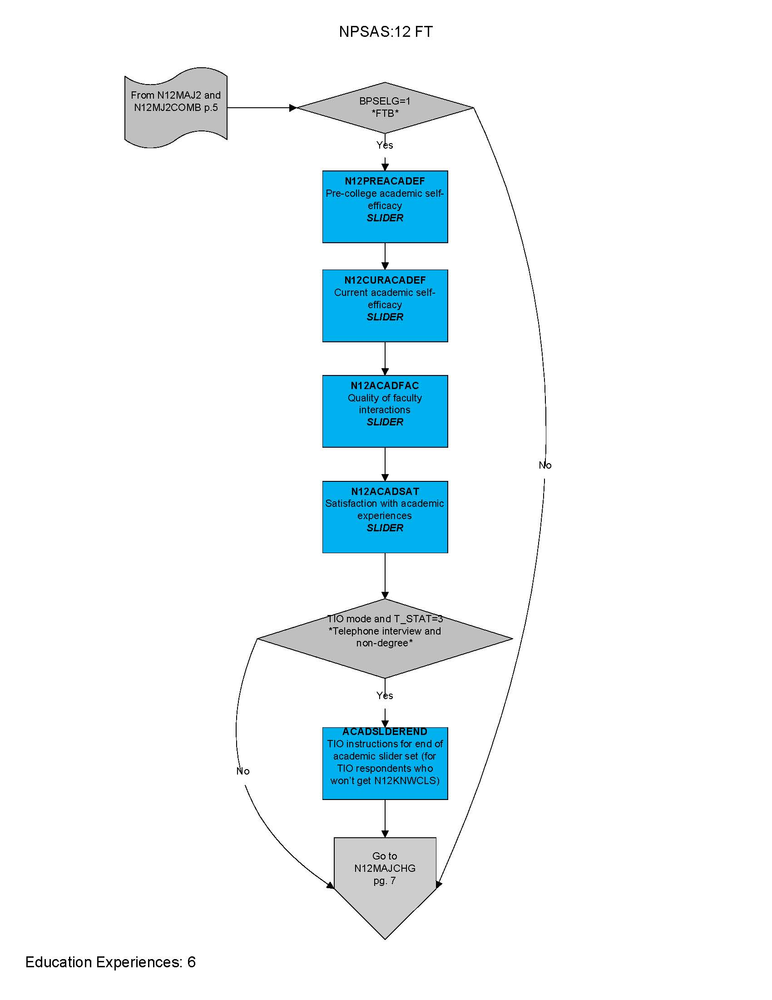 NPSAS:12 FT
From N12MAJ2 and
N12MJ2COMB p.5
BPSELG=1
*FTB*
Yes
N12PREACADEF
Pre-college academic self-
efficacy
SLIDER
N12CURACADEF
Current academic self-
efficacy
SLIDER
N12ACADFAC
Quality of faculty
interactions
SLIDER
No
N12ACADSAT
Satisfaction with academic
experiences
SLIDER
TIO mode and T_STAT=3
*Telephone interview and
non-degree*
Yes
ACADSLDEREND
TIO instructions for end of
academic slider set (for
TIO respondents who
won't get N12KNWCLS)
No
Go to
N12MAJCHG
pg. 7
Education Experiences: 6